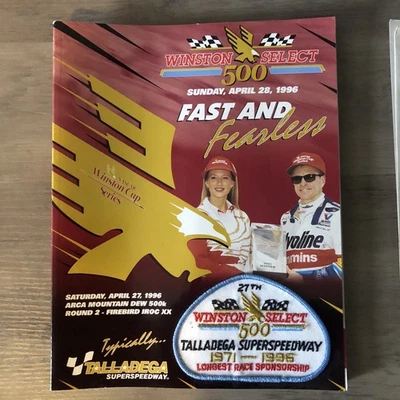 WINSTON SELECT
500
SUNDAY, APRIL 28, 1996
FAST AND
Fearless
Winston Cup
Series
voline
mmins
SATURDAY, APRIL 27, 1996
ARCA MOUNTAIN DEW 500k
ROUND 2 - FIREBIRD IROC XX
Typically...
TALLADEGA
SUPERSPEEDWAY.
27TH
WINSTON SELECT
500
TALLADEGA SUPERSPEEDWAY
1971 - 1996
LONGEST RACE SPONSORSHIP